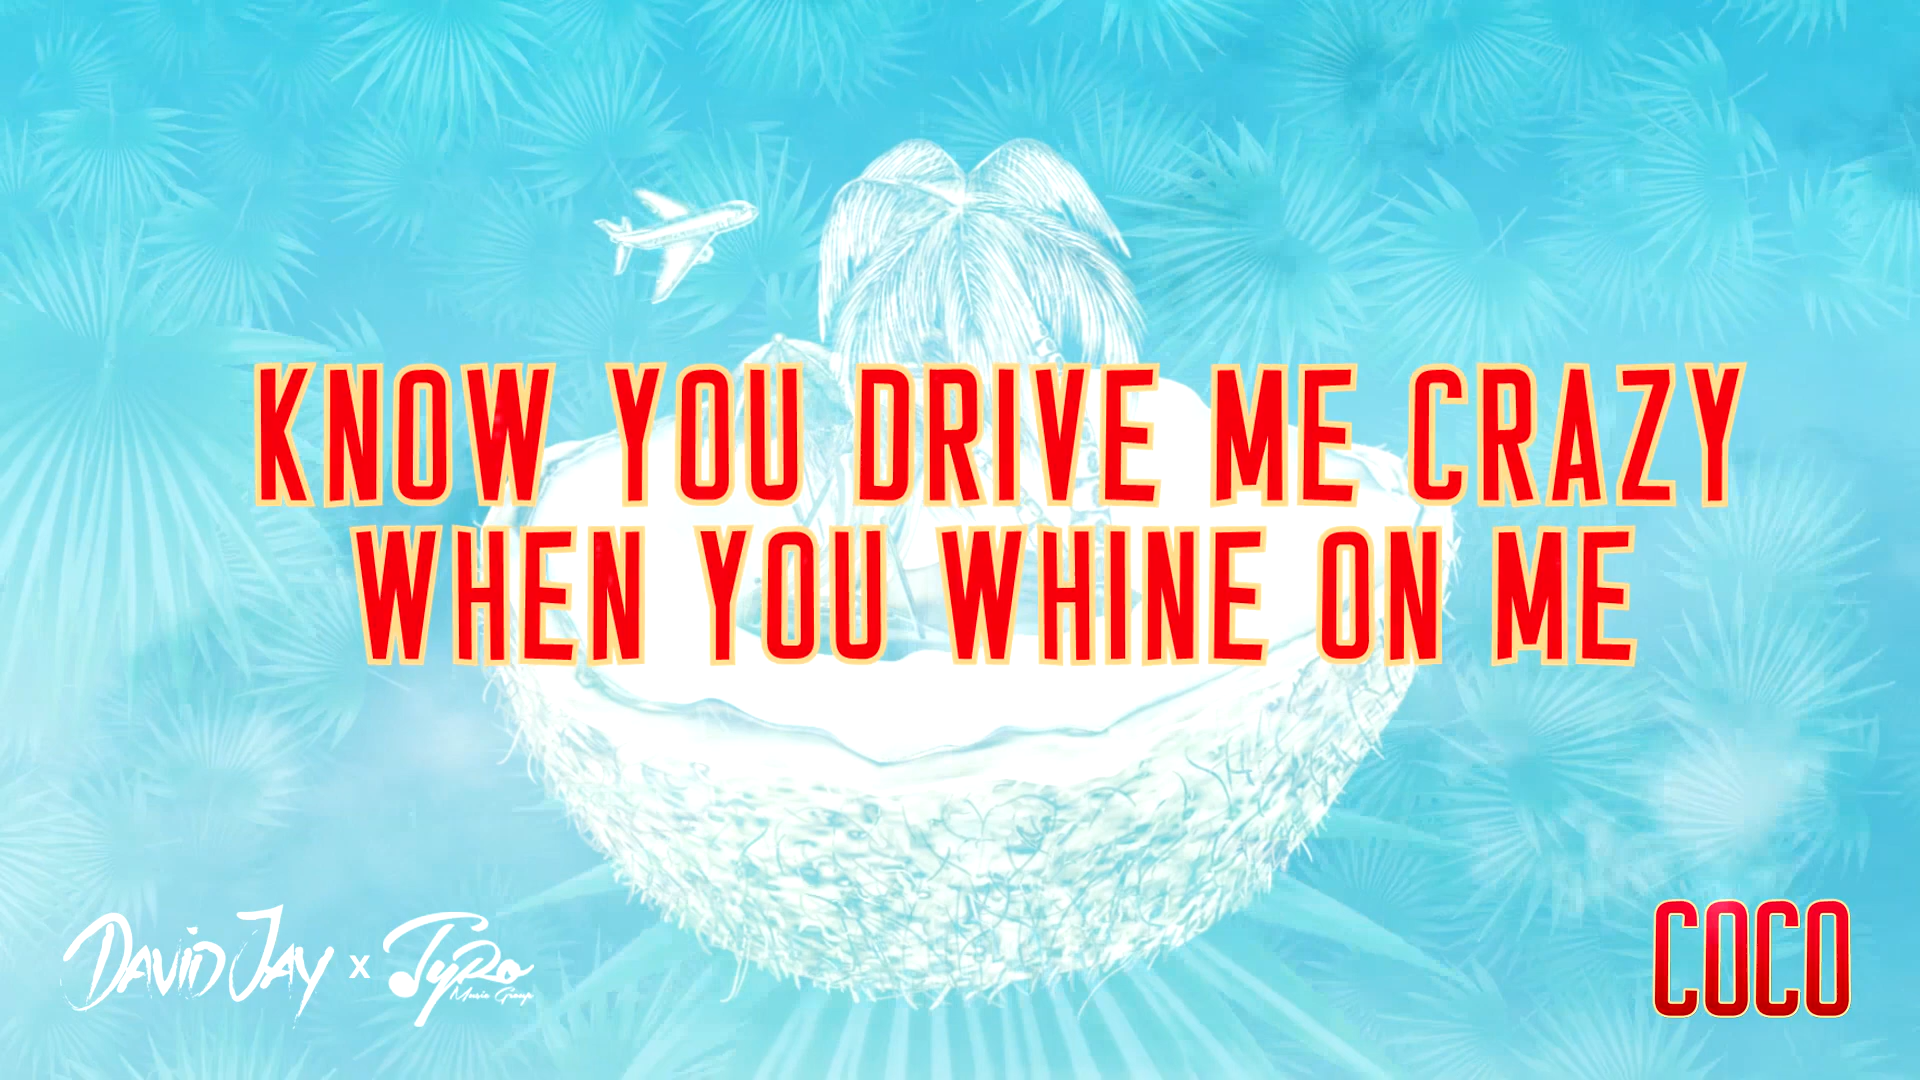 KNOW YOU DRIVE ME CRAZY
WHEN YOU WHINE ON ME
DAVID JAY x TyRo
Music Group
COCO